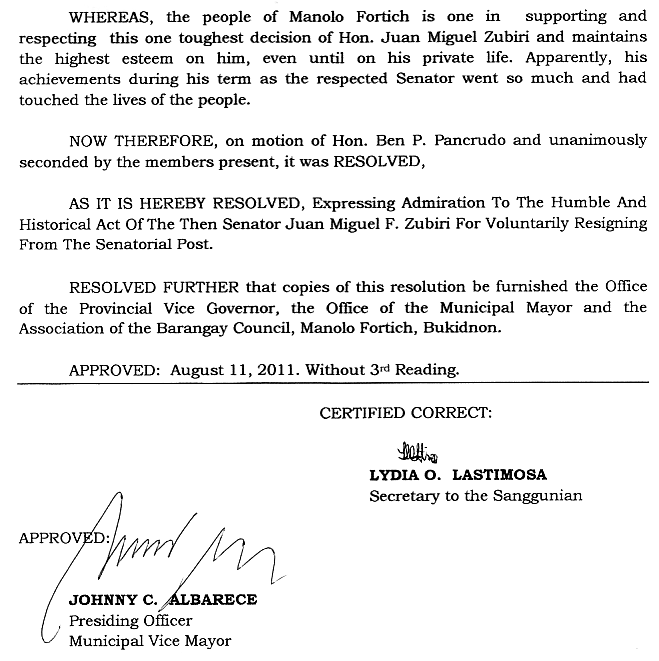 WHEREAS, the people of Manolo Fortich is one in supporting and
respecting this one toughest decision of Hon. Juan Miguel Zubiri and maintains
the highest esteem on him, even until on his private life. Apparently, his
achievements during his term as the respected Senator went so much and had
touched the lives of the people.
NOW THEREFORE, on motion of Hon. Ben P. Pancrudo and unanimously
seconded by the members present, it was RESOLVED,
AS IT IS HEREBY RESOLVED, Expressing Admiration To The Humble And
Historical Act Of The Then Senator Juan Miguel F. Zubiri For Voluntarily Resigning
From The Senatorial Post.
RESOLVED FURTHER that copies of this resolution be furnished the Office
of the Provincial Vice Governor, the Office of the Municipal Mayor and the
Association of the Barangay Council, Manolo Fortich, Bukidnon.
APPROVED: August 11, 2011. Without 3rd Reading.
CERTIFIED CORRECT:
LYDIA O. LASTIMOSA
Secretary to the Sanggunian
APPROVED:
JOHNNY C. ALBARECE
Presiding Officer
Municipal Vice Mayor